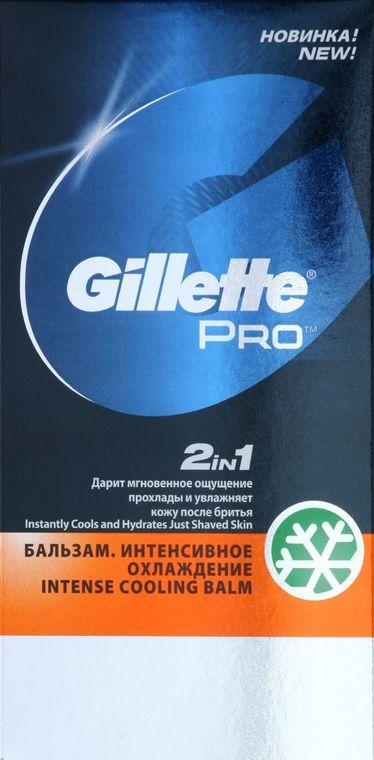 НОВИНКА!
NEW!
Gillette®
PRO™
2in1
Дарит мгновенное ощущение
прохлады и увлажняет
кожу после бритья
Instantly Cools and Hydrates Just Shaved Skin
БАЛЬЗАМ. ИНТЕНСИВНОЕ
ОХЛАЖДЕНИЕ
INTENSE COOLING BALM